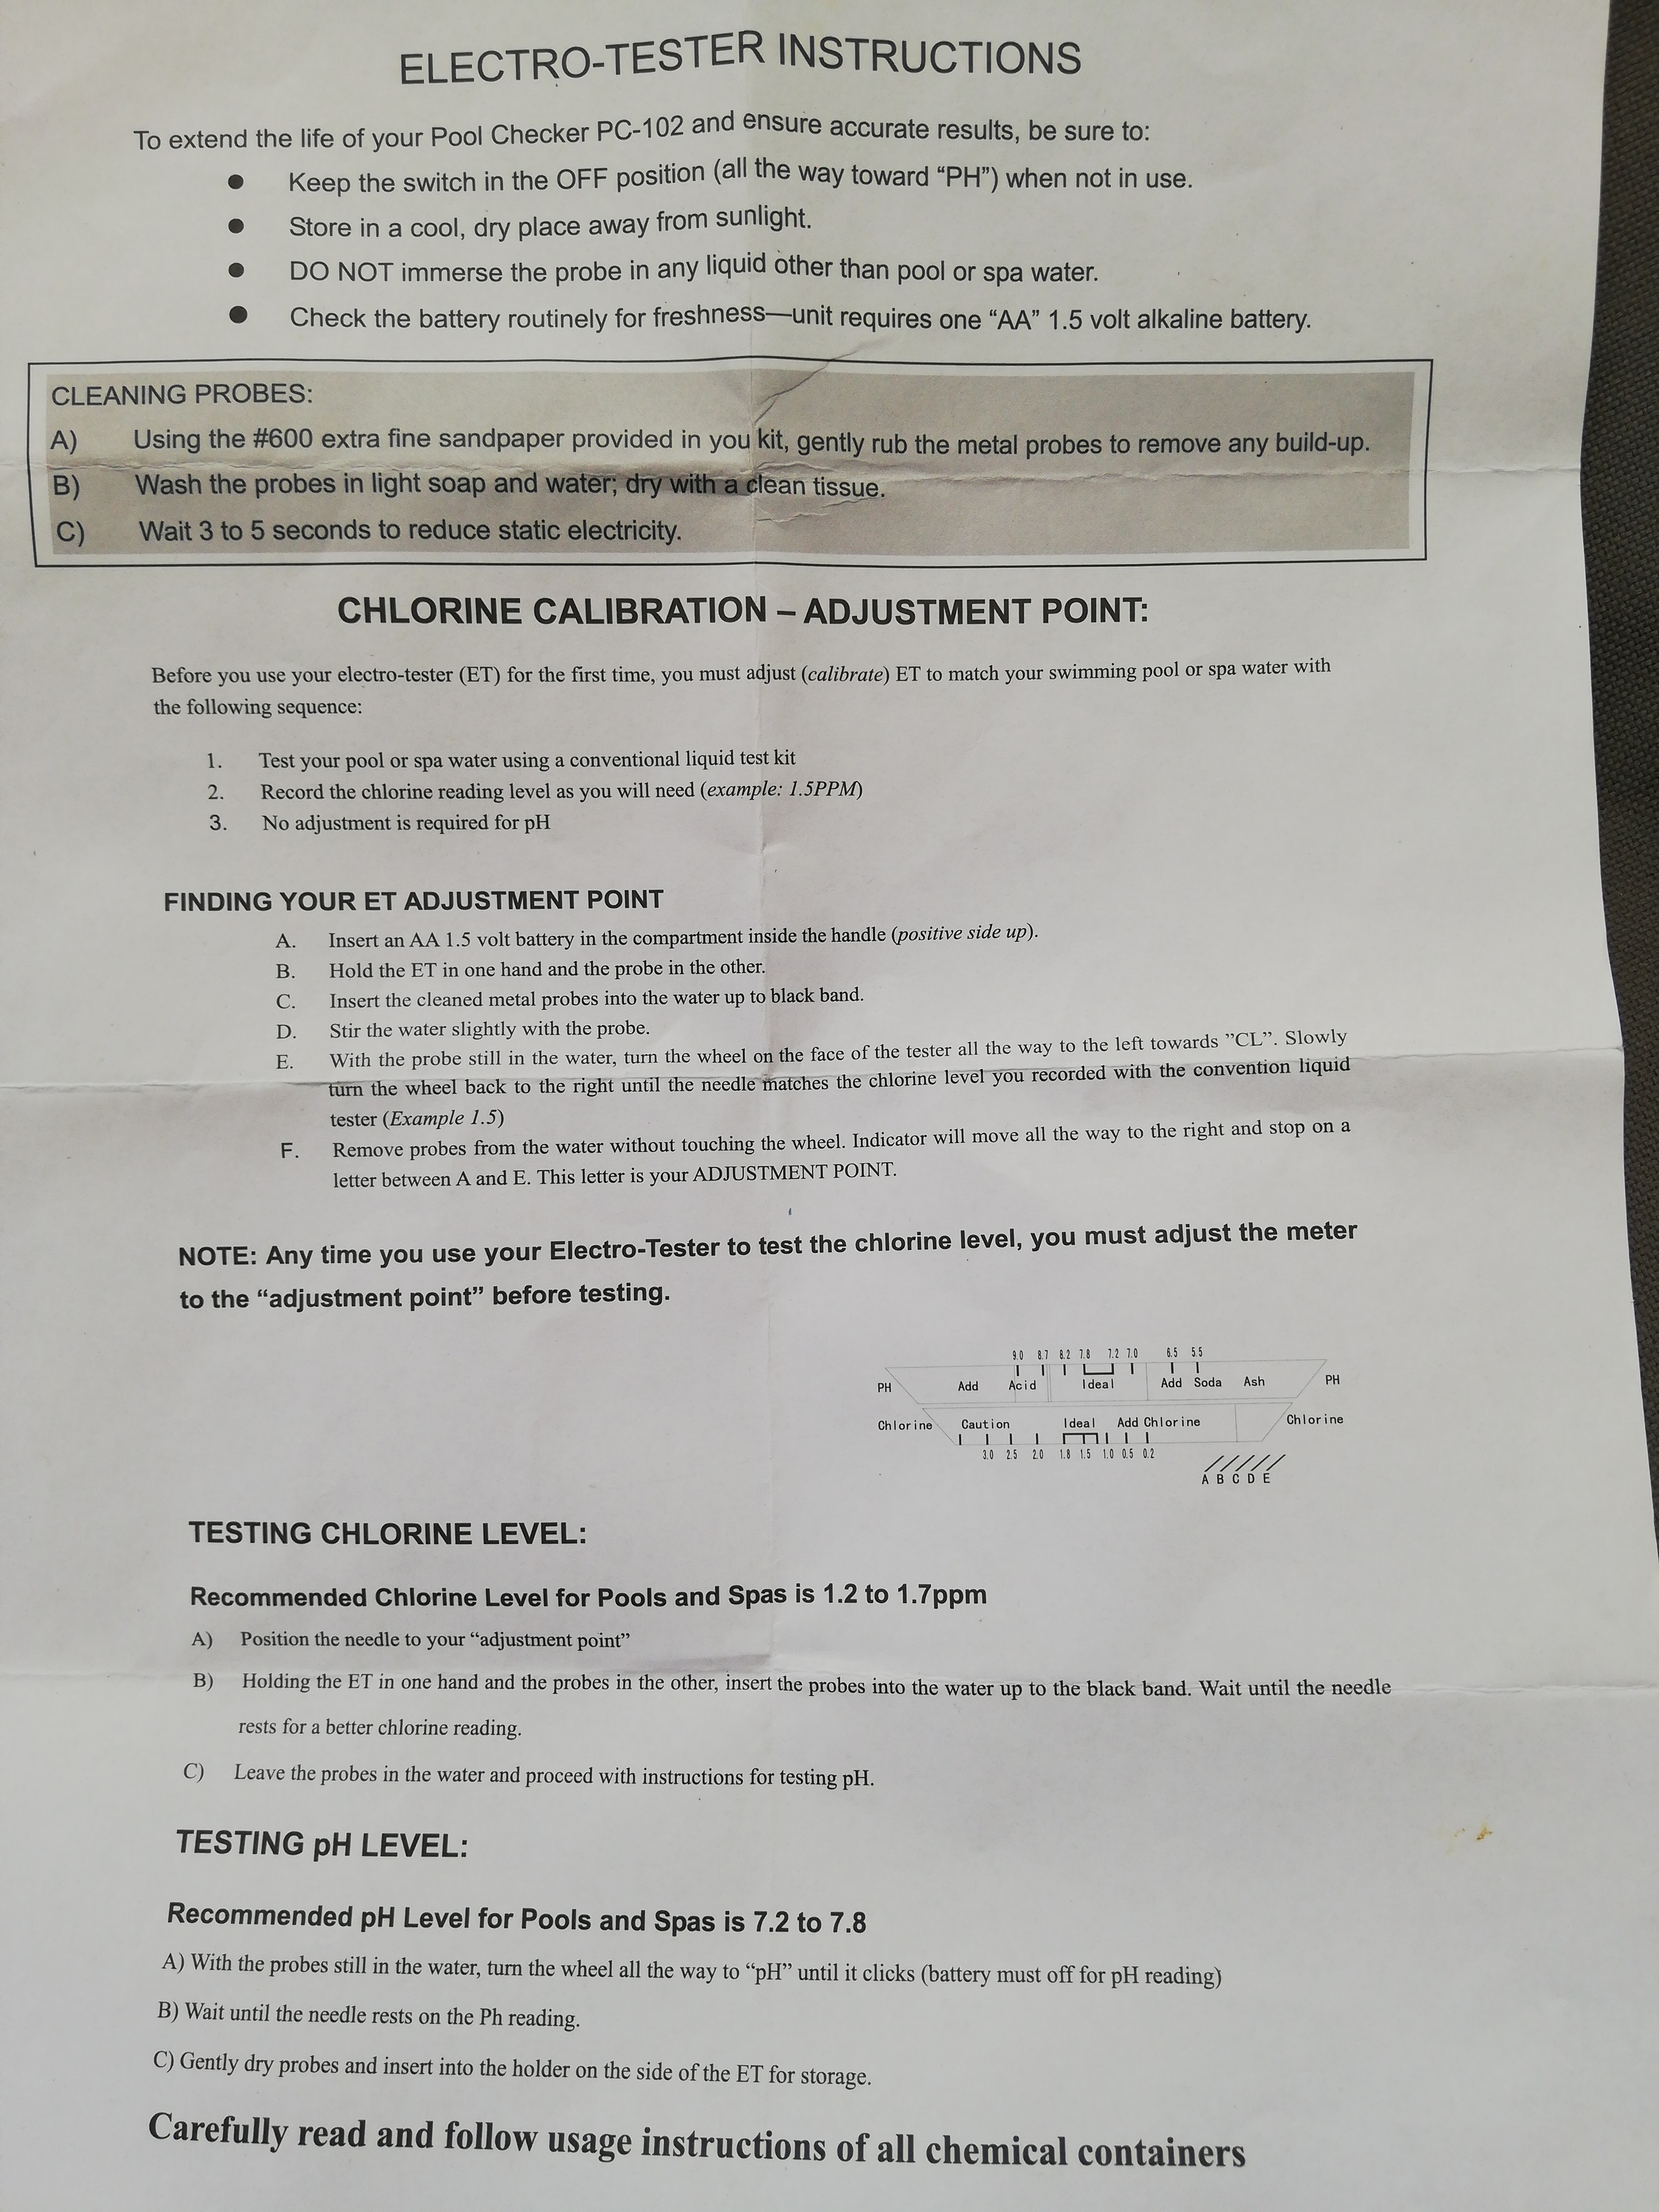 ELECTRO-TESTER INSTRUCTIONS
To extend the life of your Pool Checker PC-102 and ensure accurate results, be sure to:
● Keep the switch in the OFF position (all the way toward “PH”) when not in use.
● Store in a cool, dry place away from sunlight.
● DO NOT immerse the probe in any liquid other than pool or spa water.
● Check the battery routinely for freshness—unit requires one “AA” 1.5 volt alkaline battery.
CLEANING PROBES:
A) Using the #600 extra fine sandpaper provided in you kit, gently rub the metal probes to remove any build-up.
B) Wash the probes in light soap and water; dry with a clean tissue.
C) Wait 3 to 5 seconds to reduce static electricity.
CHLORINE CALIBRATION – ADJUSTMENT POINT:
Before you use your electro-tester (ET) for the first time, you must adjust (calibrate) ET to match your swimming pool or spa water with
the following sequence:
1. Test your pool or spa water using a conventional liquid test kit
2. Record the chlorine reading level as you will need (example: 1.5PPM)
3. No adjustment is required for pH
FINDING YOUR ET ADJUSTMENT POINT
A. Insert an AA 1.5 volt battery in the compartment inside the handle (positive side up).
B. Hold the ET in one hand and the probe in the other.
C. Insert the cleaned metal probes into the water up to black band.
D. Stir the water slightly with the probe.
E. With the probe still in the water, turn the wheel on the face of the tester all the way to the left towards ”CL”. Slowly
turn the wheel back to the right until the needle matches the chlorine level you recorded with the convention liquid
tester (Example 1.5)
F. Remove probes from the water without touching the wheel. Indicator will move all the way to the right and stop on a
letter between A and E. This letter is your ADJUSTMENT POINT.
NOTE: Any time you use your Electro-Tester to test the chlorine level, you must adjust the meter
to the “adjustment point” before testing.
9.0 8.7 8.2 7.8 7.2 7.0 6.5 5.5
PH Add Acid Ideal Add Soda Ash PH
Chlorine Caution Ideal Add Chlorine Chlorine
3.0 2.5 2.0 1.8 1.5 1.0 0.5 0.2
A B C D E
TESTING CHLORINE LEVEL:
Recommended Chlorine Level for Pools and Spas is 1.2 to 1.7ppm
A) Position the needle to your “adjustment point”
B) Holding the ET in one hand and the probes in the other, insert the probes into the water up to the black band. Wait until the needle
rests for a better chlorine reading.
C) Leave the probes in the water and proceed with instructions for testing pH.
TESTING pH LEVEL:
Recommended pH Level for Pools and Spas is 7.2 to 7.8
A) With the probes still in the water, turn the wheel all the way to “pH” until it clicks (battery must off for pH reading)
B) Wait until the needle rests on the Ph reading.
C) Gently dry probes and insert into the holder on the side of the ET for storage.
Carefully read and follow usage instructions of all chemical containers